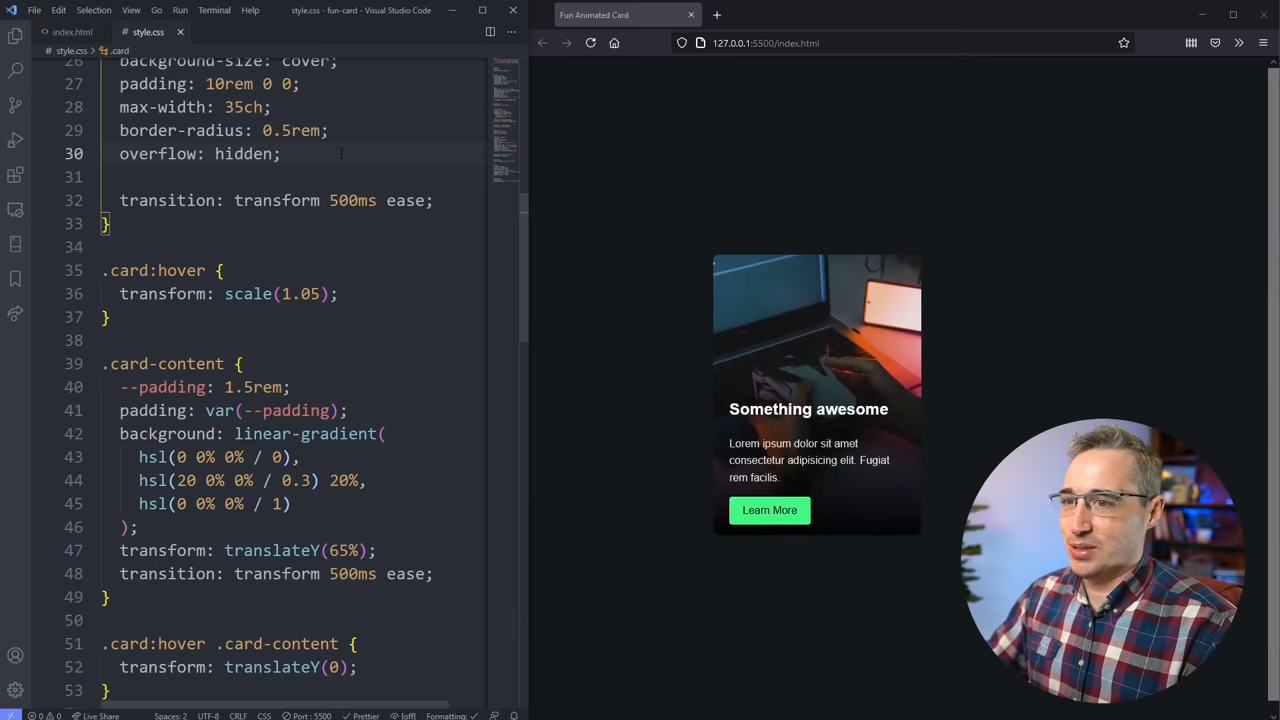 File Edit Selection View Go Run Terminal Help style.css - fun-card - Visual Studio Code
Fun Animated Card
index.html style.css
127.0.0.1:5500/index.html
style.css > .card
26 background-size: cover;
27 padding: 10rem 0 0;
28 max-width: 35ch;
29 border-radius: 0.5rem;
30 overflow: hidden;
31
32 transition: transform 500ms ease;
33 }
34
35 .card:hover {
36 transform: scale(1.05);
37 }
38
39 .card-content {
40 --padding: 1.5rem;
41 padding: var(--padding);
42 background: linear-gradient(
43 hsl(0 0% 0% / 0),
44 hsl(20 0% 0% / 0.3) 20%,
45 hsl(0 0% 0% / 1)
46 );
47 transform: translateY(65%);
48 transition: transform 500ms ease;
49 }
50
51 .card:hover .card-content {
52 transform: translateY(0);
53 }
Something awesome
Lorem ipsum dolor sit amet
consectetur adipisicing elit. Fugiat
rem facilis.
Learn More
0 0 Live Share Spaces: 2 UTF-8 CRLF CSS Port : 5500 Prettier [off] Formatting: